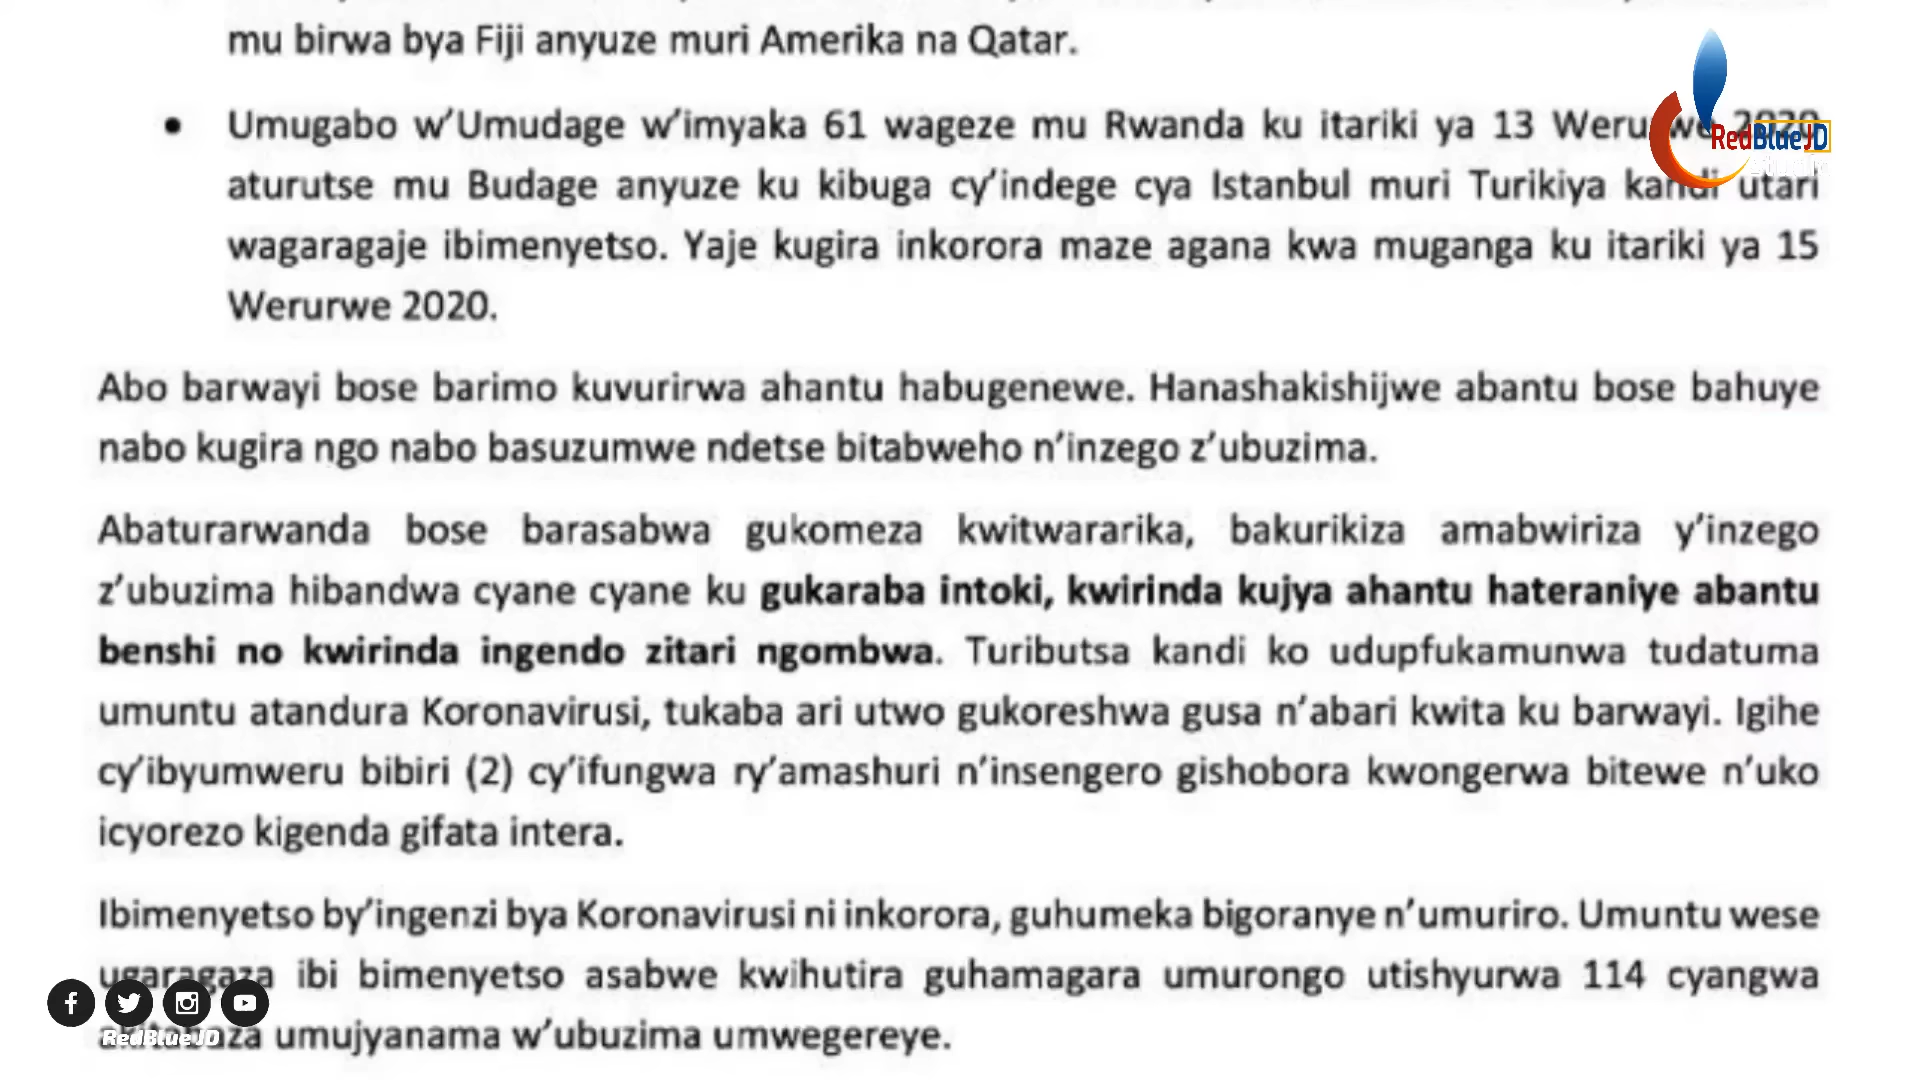 mu birwa bya Fiji anyuze muri Amerika na Qatar.
• Umugabo w'Umudage w'imyaka 61 wageze mu Rwanda ku itariki ya 13 Werurwe 2020
aturutse mu Budage anyuze ku kibuga cy'indege cya Istanbul muri Turikiya kandi utari
wagaragaje ibimenyetso. Yaje kugira inkorora maze agana kwa muganga ku itariki ya 15
Werurwe 2020.
Abo barwayi bose barimo kuvurirwa ahantu habugenewe. Hanashakishijwe abantu bose bahuye
nabo kugira ngo nabo basuzumwe ndetse bitabweho n'inzego z'ubuzima.
Abaturarwanda bose barasabwa gukomeza kwitwararika, bakurikiza amabwiriza y'inzego
z'ubuzima hibandwa cyane cyane ku gukaraba intoki, kwirinda kujya ahantu hateraniye abantu
benshi no kwirinda ingendo zitari ngombwa. Tuributsa kandi ko udupfukamunwa tudatuma
umuntu atandura Koronavirusi, tukaba ari utwo gukoreshwa gusa n'abari kwita ku barwayi. Igihe
cy'ibyumweru bibiri (2) cy'ifungwa ry'amashuri n'insengero gishobora kwongerwa bitewe n'uko
icyorezo kigenda gifata intera.
Ibimenyetso by'ingenzi bya Koronavirusi ni inkorora, guhumeka bigoranye n'umuriro. Umuntu wese
ugaragaza ibi bimenyetso asabwe kwihutira guhamagara umurongo utishyurwa 114 cyangwa
umujyanama w'ubuzima umwegereye.
RedBlue JD
RedBlue JD